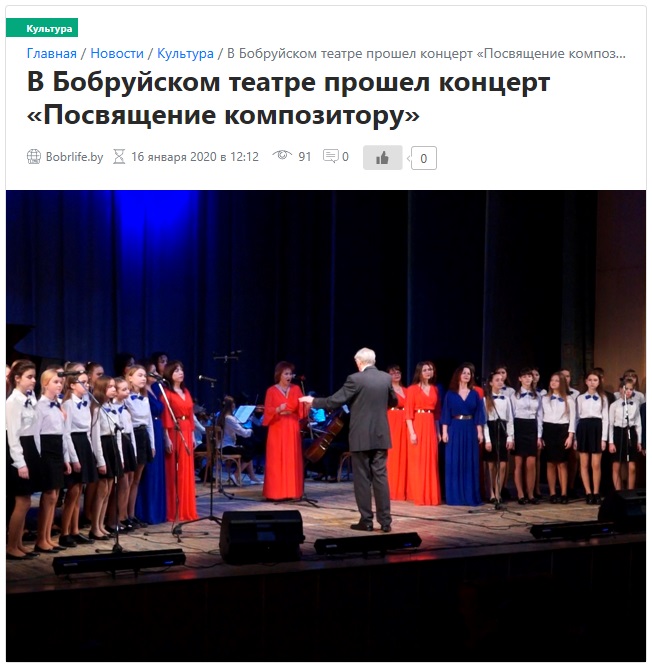 Культура
Главная / Новости / Культура / В Бобруйском театре прошел концерт «Посвящение композ...
В Бобруйском театре прошел концерт
«Посвящение композитору»
Bobrlife.by 16 января 2020 в 12:12 91 0 0